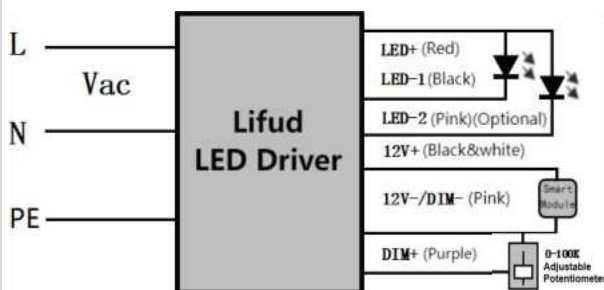 L
Vac
N
PE
Lifud
LED Driver
LED+ (Red)
LED-1 (Black)
LED-2 (Pink)(Optional)
12V+ (Black&white)
12V-/DIM- (Pink)
DIM+ (Purple)
Smart
Module
0-100K
Adjustable
Potentiometer